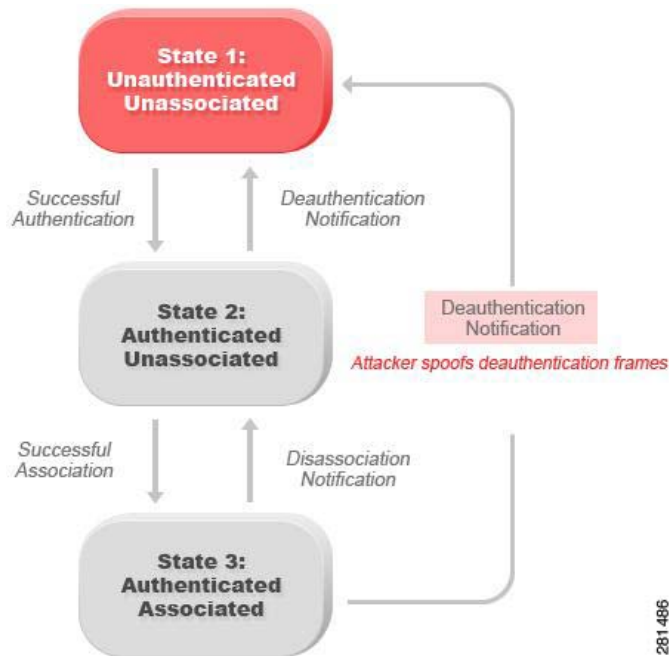 State 1:
Unauthenticated
Unassociated
Successful
Authentication
Deauthentication
Notification
State 2:
Authenticated
Unassociated
Deauthentication
Notification
Attacker spoofs deauthentication frames
Successful
Association
Disassociation
Notification
State 3:
Authenticated
Associated
281486